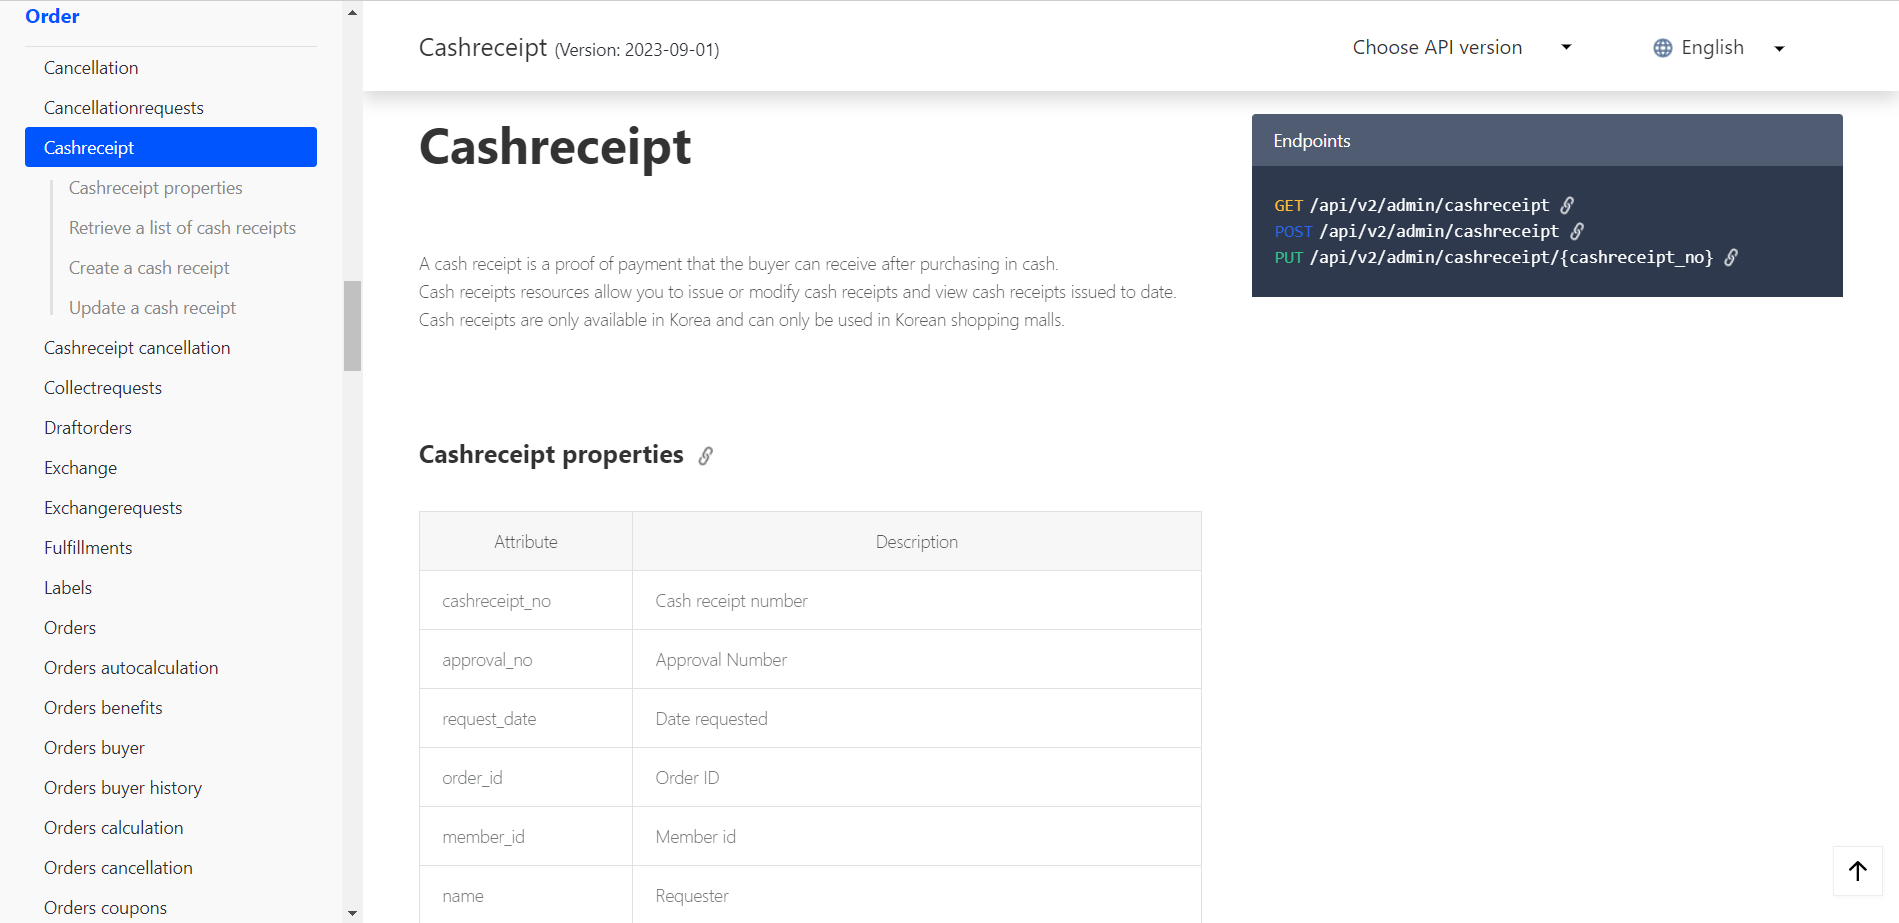 Order
Cancellation
Cancellationrequests
Cashreceipt
Cashreceipt properties
Retrieve a list of cash receipts
Create a cash receipt
Update a cash receipt
Cashreceipt cancellation
Collectrequests
Draftorders
Exchange
Exchangerequests
Fulfillments
Labels
Orders
Orders autocalculation
Orders benefits
Orders buyer
Orders buyer history
Orders calculation
Orders cancellation
Orders coupons
Cashreceipt (Version: 2023-09-01)
Choose API version
English
Cashreceipt
A cash receipt is a proof of payment that the buyer can receive after purchasing in cash.
Cash receipts resources allow you to issue or modify cash receipts and view cash receipts issued to date.
Cash receipts are only available in Korea and can only be used in Korean shopping malls.
Endpoints
GET /api/v2/admin/cashreceipt
POST /api/v2/admin/cashreceipt
PUT /api/v2/admin/cashreceipt/{cashreceipt_no}
Cashreceipt properties
Attribute Description
cashreceipt_no Cash receipt number
approval_no Approval Number
request_date Date requested
order_id Order ID
member_id Member id
name Requester